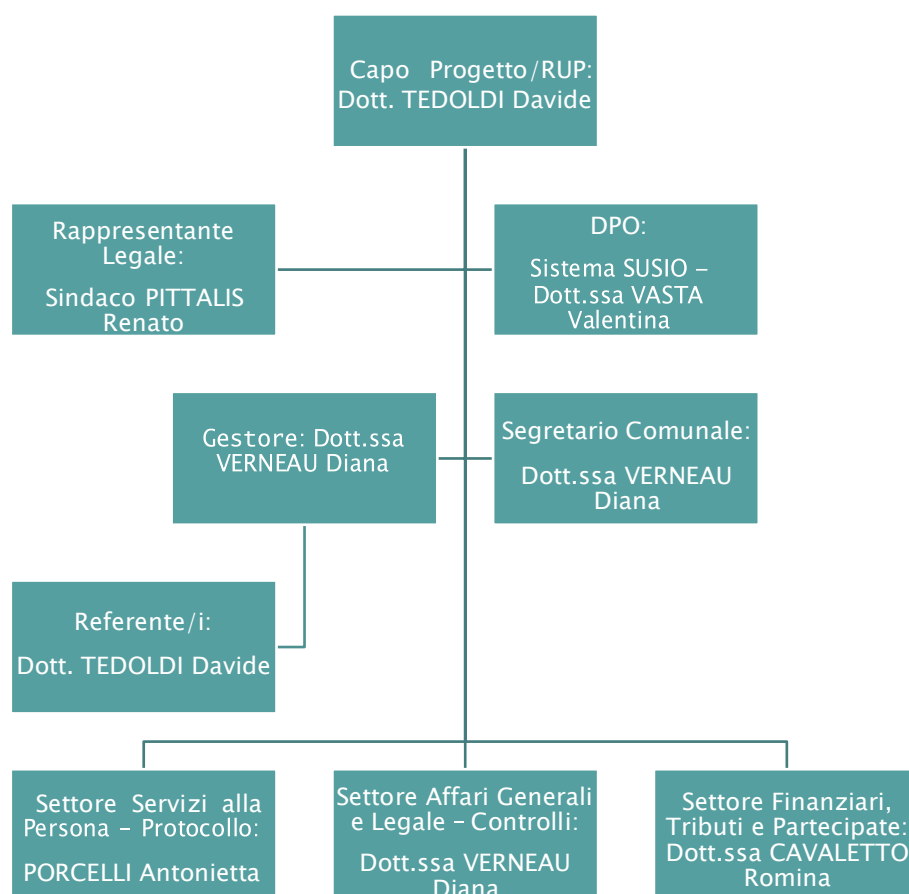 Capo Progetto/RUP:
Dott. TEDOLDI Davide
Rappresentante
Legale:
Sindaco PITTALIS
Renato
DPO:
Sistema SUSIO –
Dott.ssa VASTA
Valentina
Gestore: Dott.ssa
VERNEAU Diana
Segretario Comunale:
Dott.ssa VERNEAU
Diana
Referente/i:
Dott. TEDOLDI Davide
Settore Servizi alla
Persona – Protocollo:
PORCELLI Antonietta
Settore Affari Generali
e Legale – Controlli:
Dott.ssa VERNEAU
Diana
Settore Finanziari,
Tributi e Partecipate:
Dott.ssa CAVALETTO
Romina